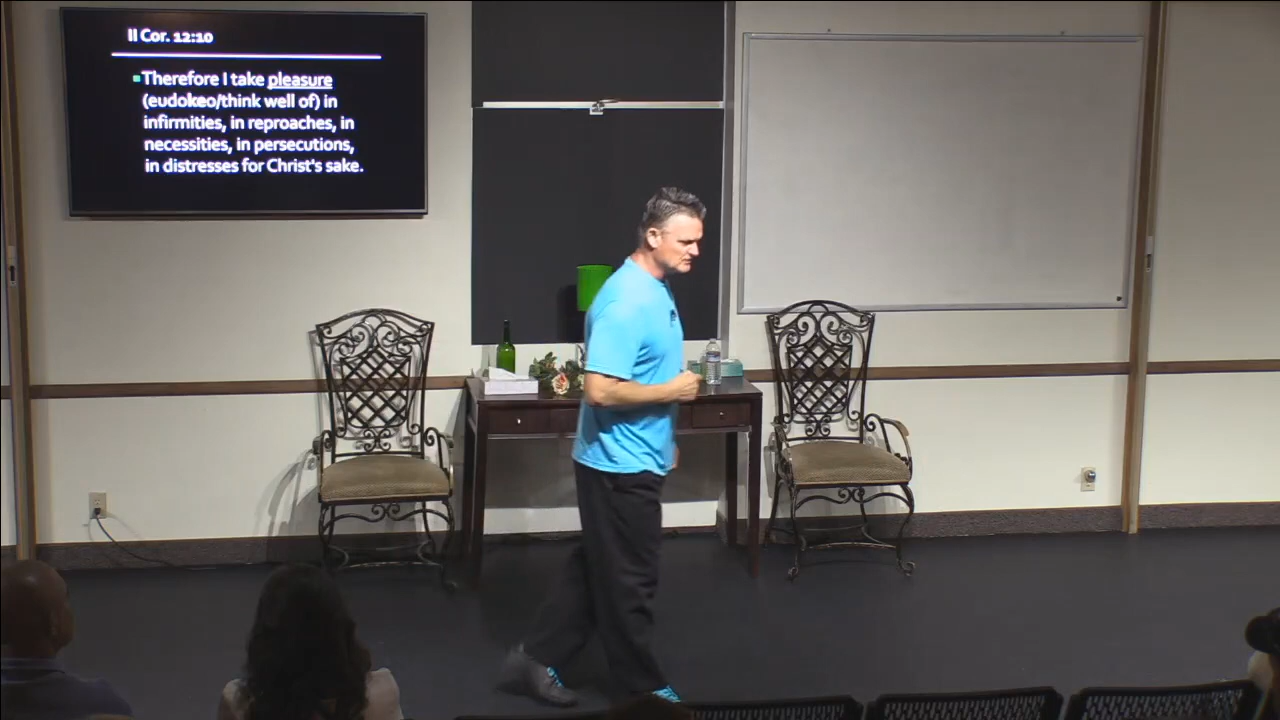 II Cor. 12:10
Therefore I take pleasure
(eudokeo/think well of) in
infirmities, in reproaches, in
necessities, in persecutions,
in distresses for Christ's sake.